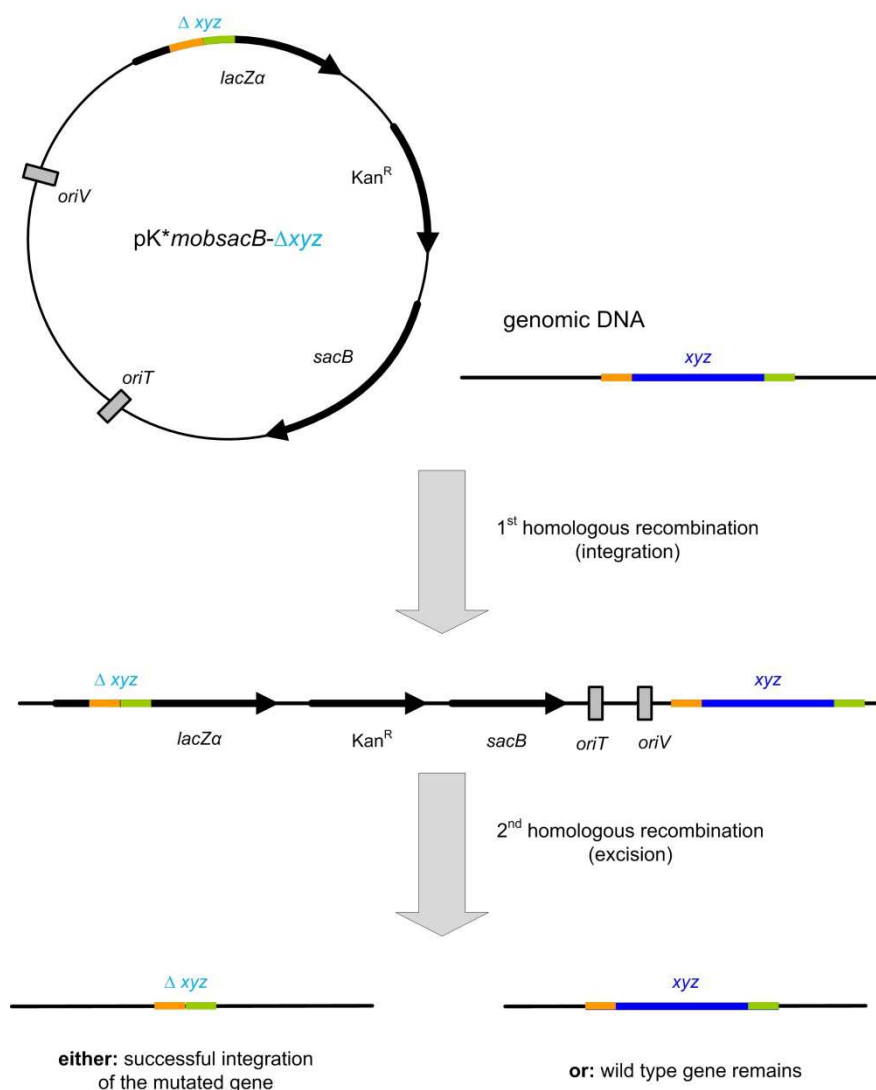 Δ xyz
lacZα
Kan^R
oriV
pK*mobsacB-Δxyz
genomic DNA
sacB
xyz
oriT
1st homologous recombination
(integration)
Δ xyz
xyz
lacZα
Kan^R
sacB
oriT
oriV
2nd homologous recombination
(excision)
Δ xyz
xyz
either: successful integration
of the mutated gene
or: wild type gene remains